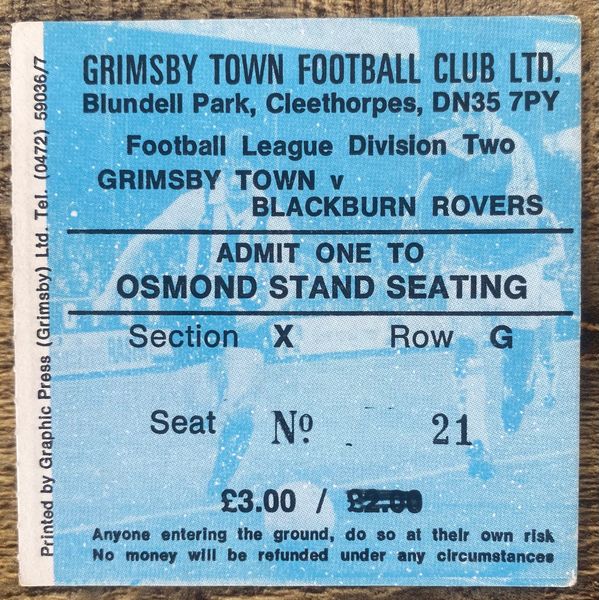 GRIMSBY TOWN FOOTBALL CLUB LTD.
Blundell Park, Cleethorpes, DN35 7PY
Football League Division Two
GRIMSBY TOWN v
BLACKBURN ROVERS
ADMIT ONE TO
OSMOND STAND SEATING
Section X Row G
Seat Nº 21
£3.00 / £2.00
Anyone entering the ground, do so at their own risk
No money will be refunded under any circumstances
Printed by Graphic Press (Grimsby) Ltd. Tel. (0472) 59036/7